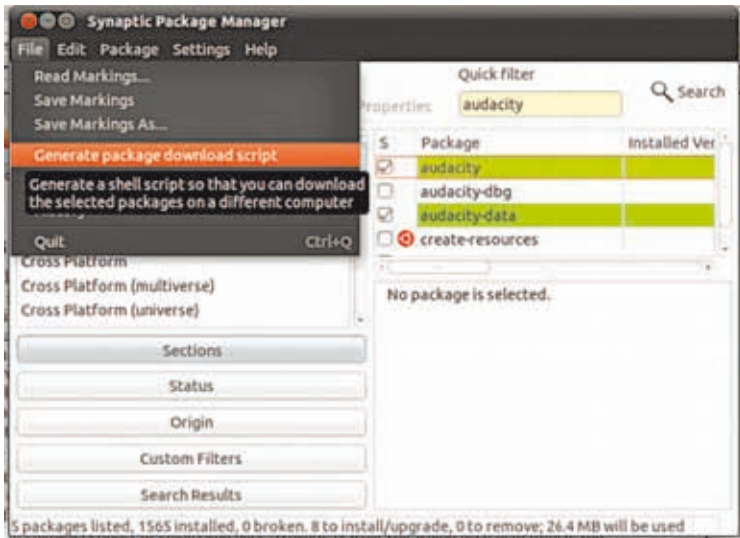 Synaptic Package Manager
File Edit Package Settings Help
Read Markings...
Save Markings
Save Markings As...
Generate package download script
Generate a shell script so that you can download
the selected packages on a different computer
Quit Ctrl+Q
Properties
Quick filter
audacity
Search
S Package Installed Ver
audacity
audacity-dbg
audacity-data
create-resources
Cross Platform
Cross Platform (multiverse)
Cross Platform (universe)
No package is selected.
Sections
Status
Origin
Custom Filters
Search Results
5 packages listed, 1565 installed, 0 broken. 8 to install/upgrade, 0 to remove; 26.4 MB will be used